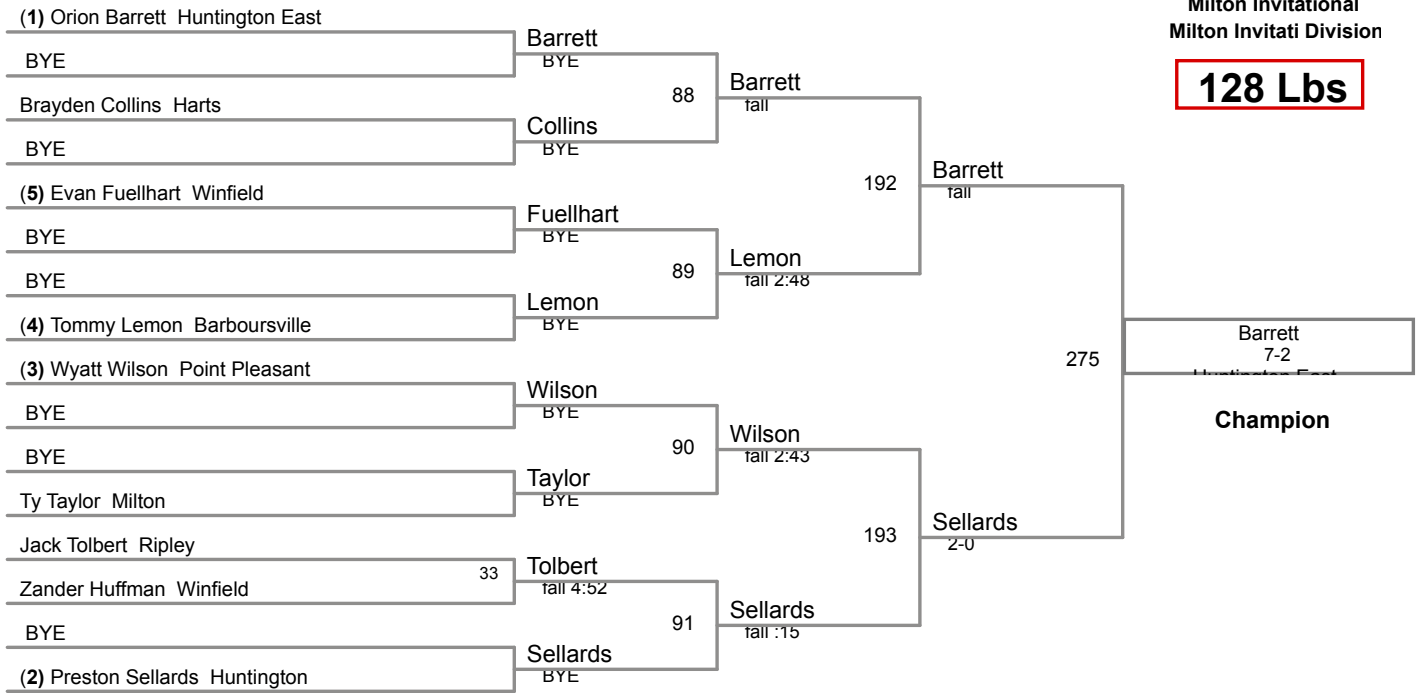 Milton Invitational
Milton Invitati Division
128 Lbs
(1) Orion Barrett Huntington East
BYE
Brayden Collins Harts
BYE
(5) Evan Fuellhart Winfield
BYE
BYE
(4) Tommy Lemon Barboursville
(3) Wyatt Wilson Point Pleasant
BYE
BYE
Ty Taylor Milton
Jack Tolbert Ripley
33
Zander Huffman Winfield
BYE
(2) Preston Sellards Huntington
Barrett
BYE
88
Collins
BYE
Fuellhart
BYE
89
Lemon
BYE
Wilson
BYE
90
Taylor
BYE
Tolbert
fall 4:52
91
Sellards
BYE
Barrett
fall
192
Lemon
fall 2:48
Wilson
fall 2:43
193
Sellards
fall :15
Barrett
fall
275
Sellards
2-0
Barrett
7-2
Huntington East
Champion